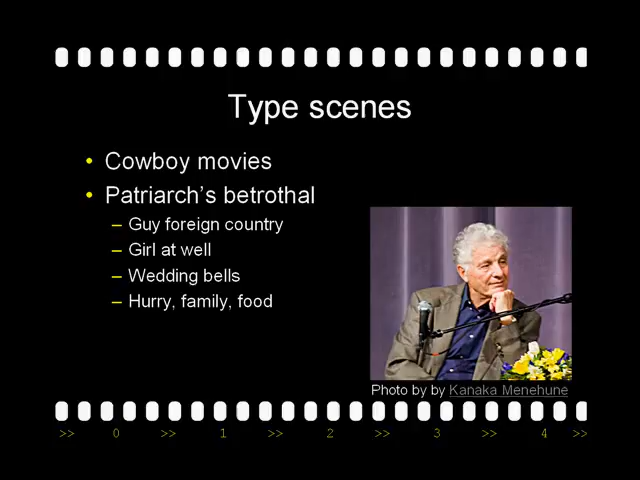 Type scenes
• Cowboy movies
• Patriarch's betrothal
– Guy foreign country
– Girl at well
– Wedding bells
– Hurry, family, food
Photo by by Kanaka Menehune
>> 0 >> 1 >> 2 >> 3 >> 4 >>